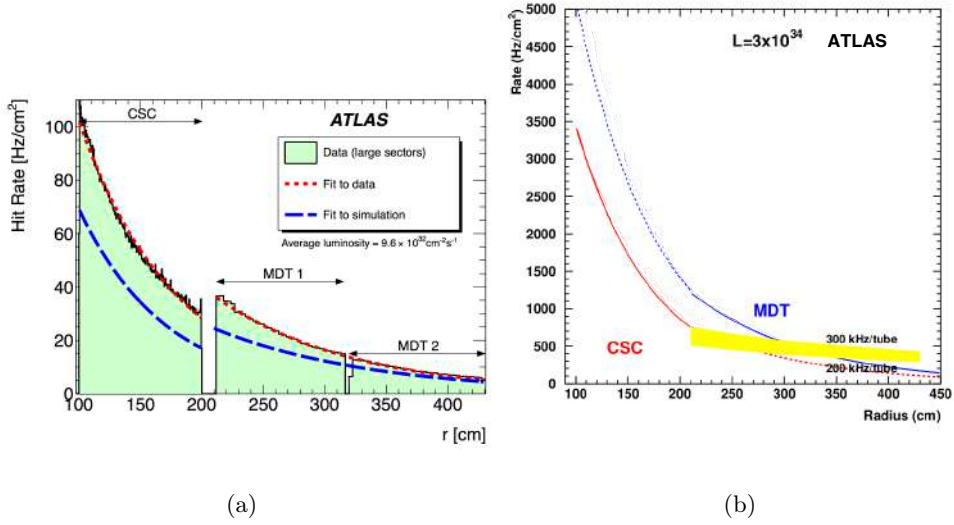 ATLAS
CSC
Data (large sectors)
Fit to data
Fit to simulation
Average luminosity = 9.6 × 10³²cm⁻²s⁻¹
MDT 1
MDT 2
Hit Rate [Hz/cm²]
100
80
60
40
20
0
100 150 200 250 300 350 400
r [cm]
(a)
L=3x10³⁴ ATLAS
Rate (Hz/cm²)
5000
4500
4000
3500
3000
2500
2000
1500
1000
500
0
MDT
CSC
300 kHz/tube
200 kHz/tube
100 150 200 250 300 350 400 450
Radius (cm)
(b)